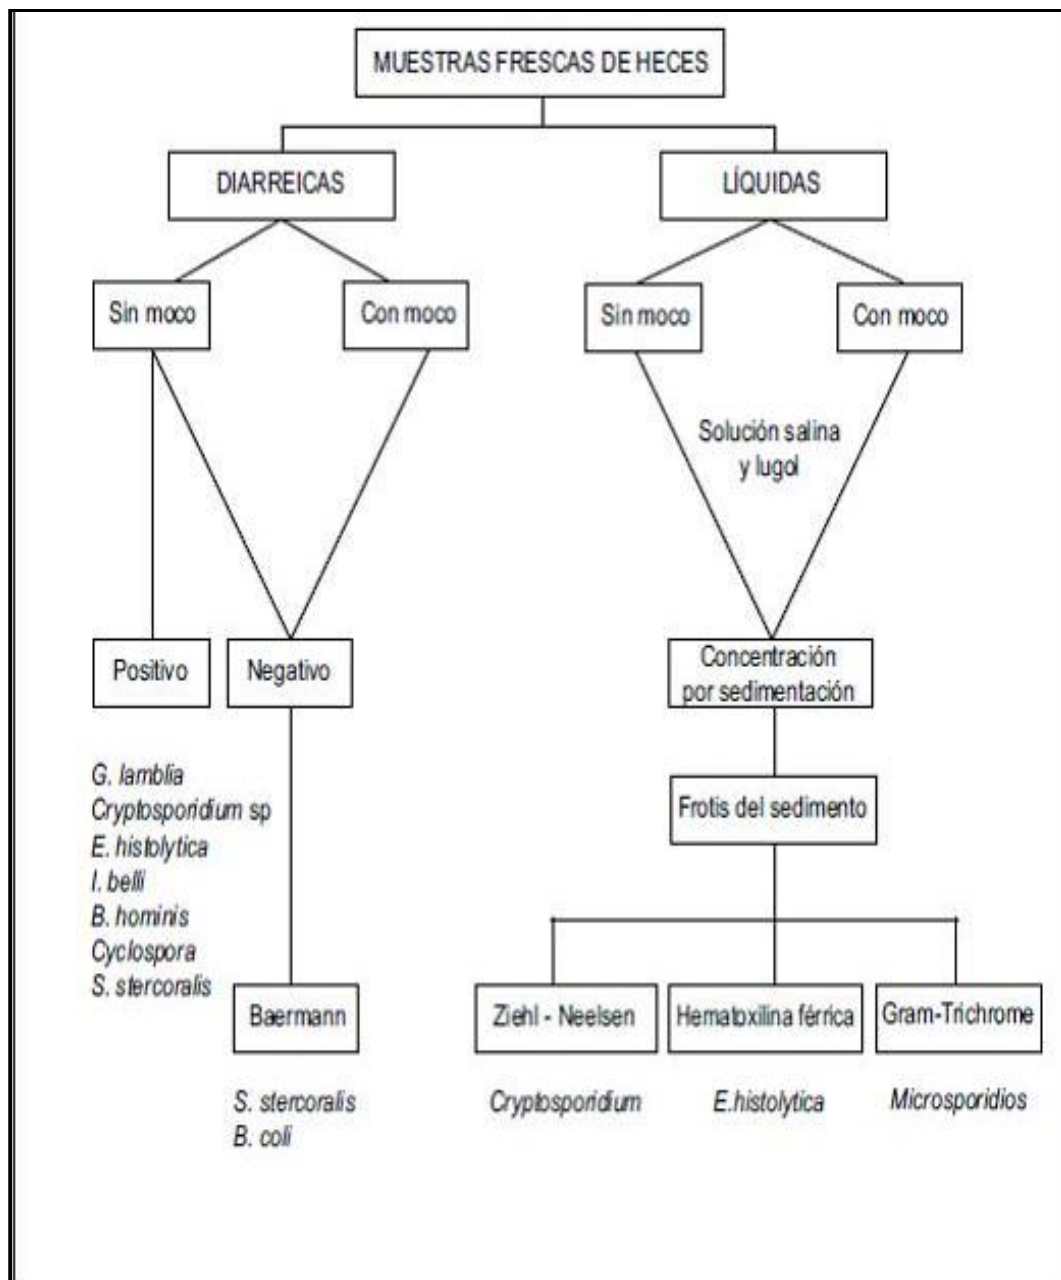 MUESTRAS FRESCAS DE HECES
DIARREICAS
LÍQUIDAS
Sin moco
Con moco
Sin moco
Con moco
Solución salina
y lugol
Positivo
Negativo
Concentración
por sedimentación
G. lamblia
Cryptosporidium sp
E. histolytica
I. belli
B. hominis
Cyclospora
S. stercoralis
Frotis del sedimento
Baermann
Ziehl - Neelsen
Hematoxilina férrica
Gram-Trichrome
S. stercoralis
B. coli
Cryptosporidium
E.histolytica
Microsporidios